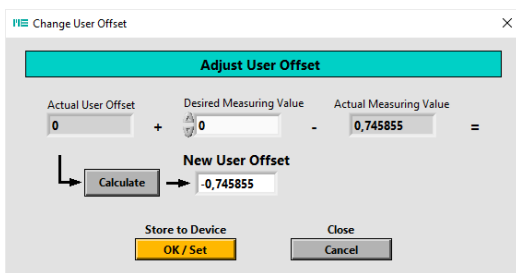 ME Change User Offset
Adjust User Offset
Actual User Offset
Desired Measuring Value
Actual Measuring Value
0 + 0 - 0,745855 =
New User Offset
Calculate
-0,745855
Store to Device
Close
OK / Set
Cancel